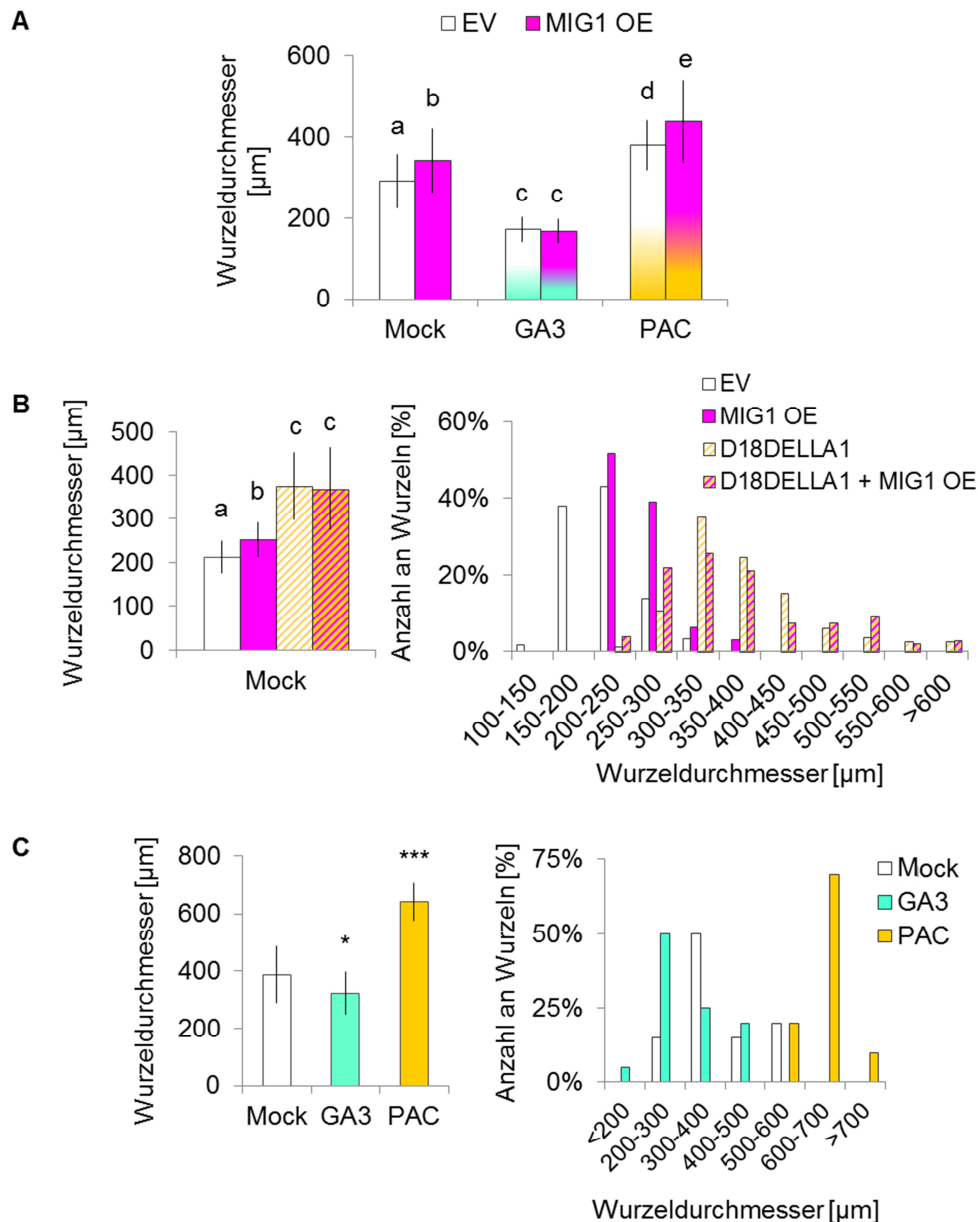 A
EV MIG1 OE
Wurzeldurchmesser
[µm]
600
400
200
0
a
b
c
c
d
e
Mock GA3 PAC
B
Wurzeldurchmesser [µm]
500
400
300
200
100
0
a
b
c
c
Mock
Anzahl an Wurzeln [%]
60%
40%
20%
0%
EV
MIG1 OE
D18DELLA1
D18DELLA1 + MIG1 OE
100-150
150-200
200-250
250-300
300-350
350-400
400-450
450-500
500-550
550-600
>600
Wurzeldurchmesser [µm]
C
Wurzeldurchmesser [µm]
800
600
400
200
0
*
***
Mock GA3 PAC
Anzahl an Wurzeln [%]
75%
50%
25%
0%
Mock
GA3
PAC
<200
200-300
300-400
400-500
500-600
600-700
>700
Wurzeldurchmesser [µm]